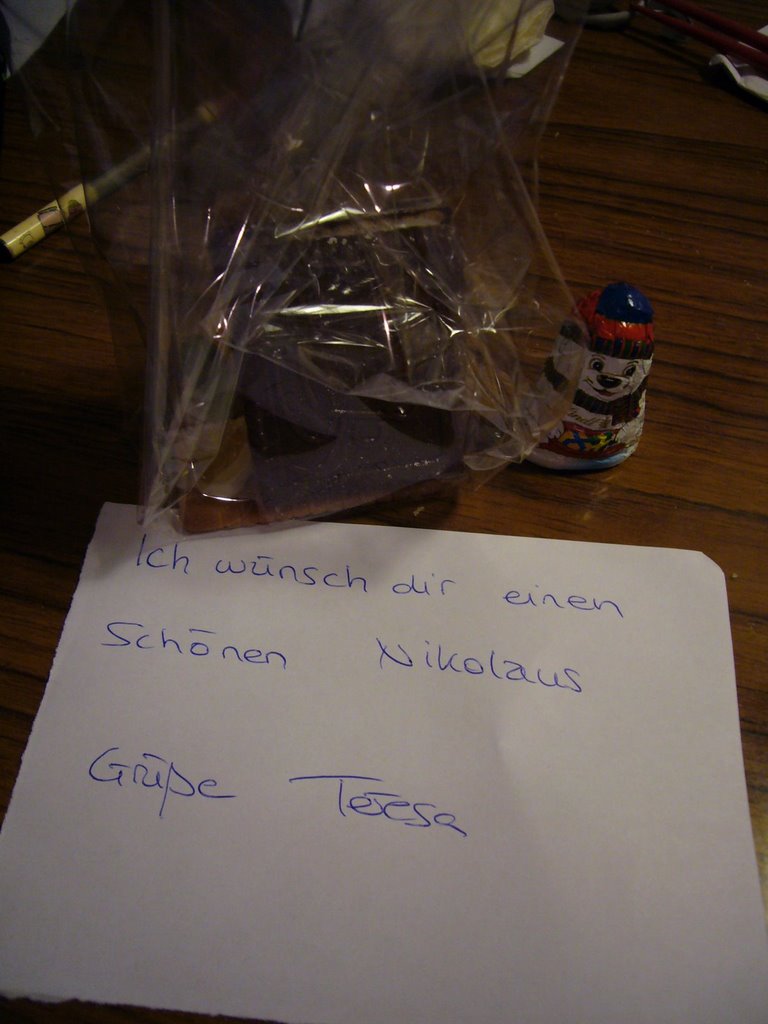 Ich wünsch dir einen
Schönen Nikolaus
Grüße Teresa